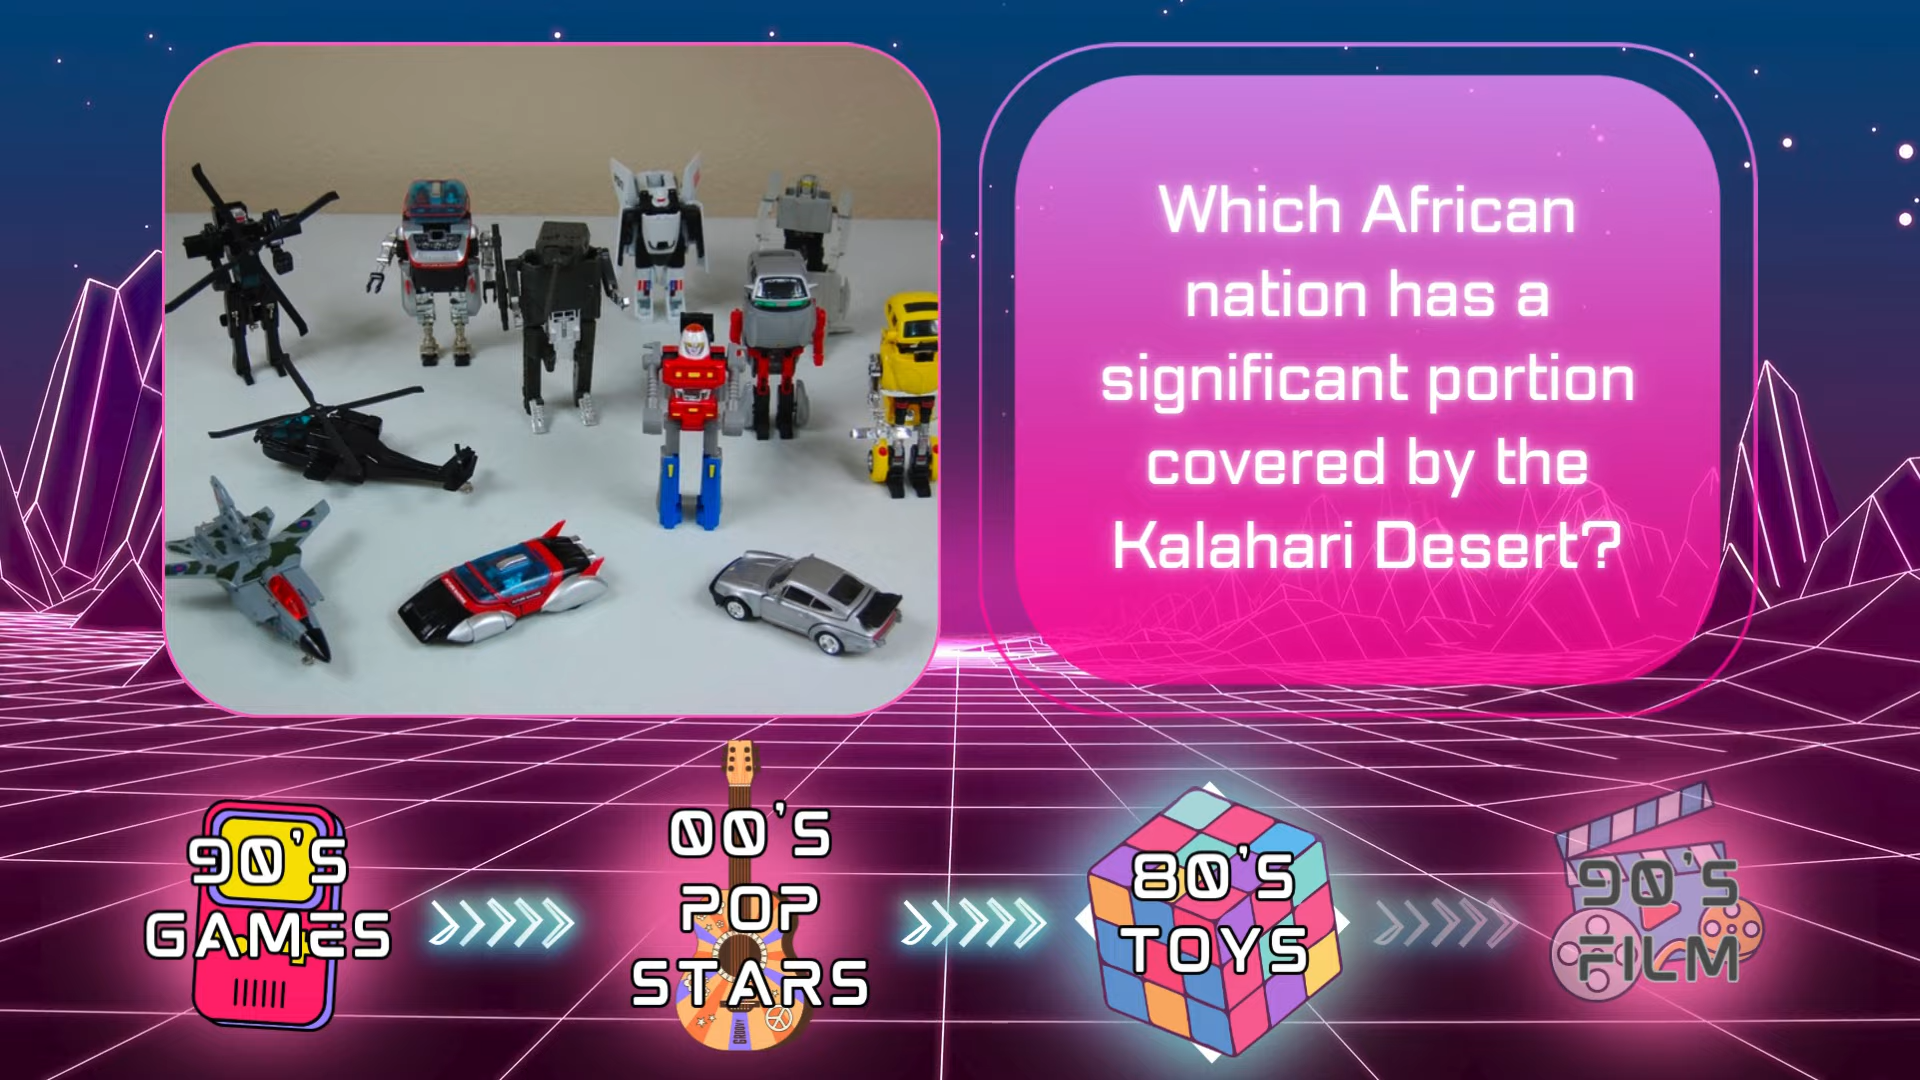 Which African
nation has a
significant portion
covered by the
Kalahari Desert?
90's
GAMES
00's
POP
STARS
GROOVY
80's
TOYS
90's
FILM